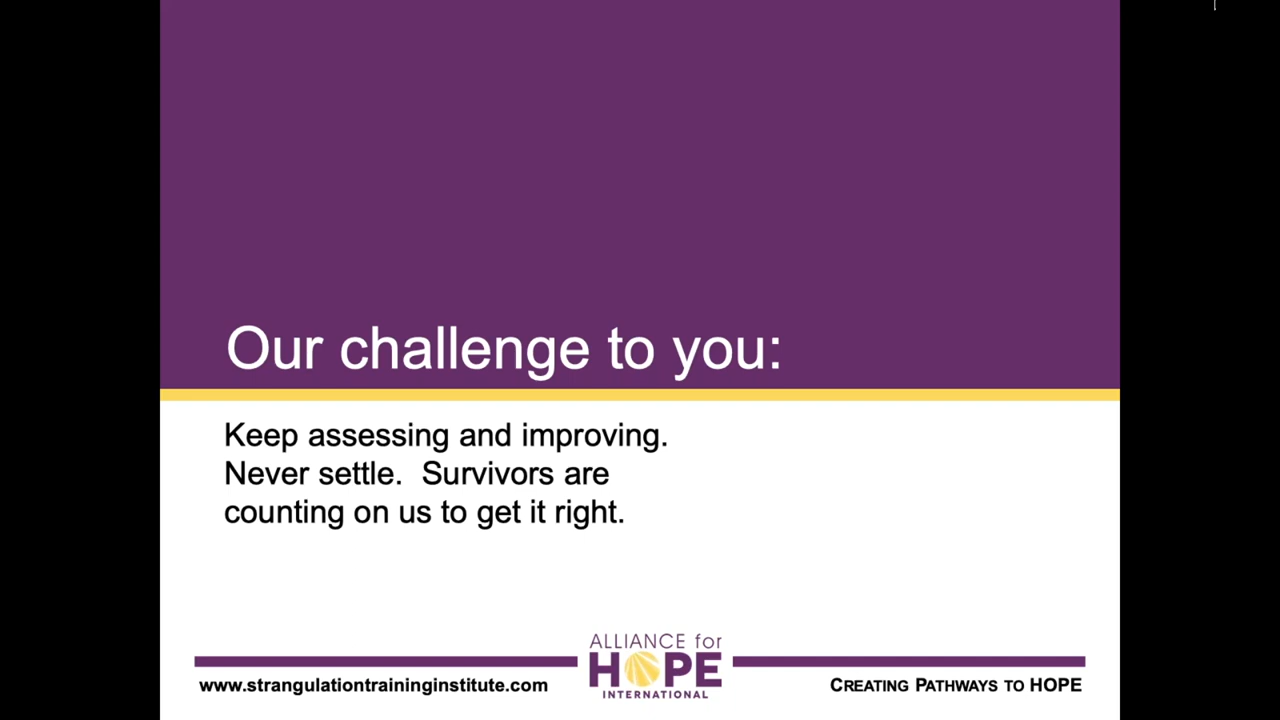 Our challenge to you:
Keep assessing and improving.
Never settle.  Survivors are
counting on us to get it right.
ALLIANCE for
HOPE
INTERNATIONAL
www.strangulationtraininginstitute.com
CREATING PATHWAYS TO HOPE